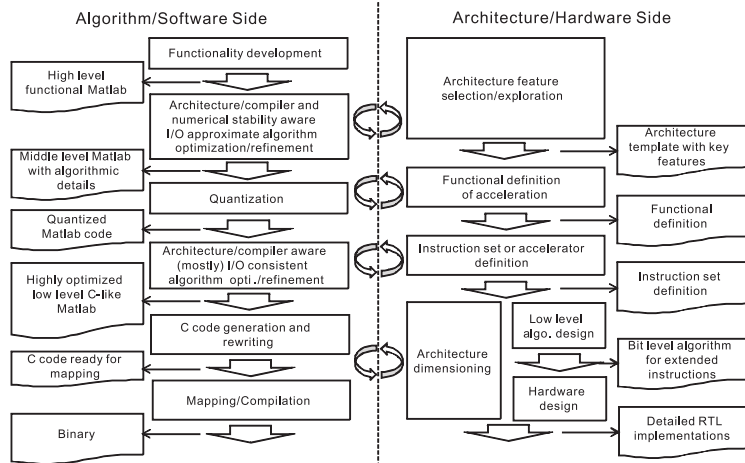 Algorithm/Software Side
Architecture/Hardware Side
Functionality development
High level
functional Matlab
Architecture/compiler and
numerical stability aware
I/O approximate algorithm
optimization/refinement
Architecture feature
selection/exploration
Architecture
template with key
features
Middle level Matlab
with algorithmic
details
Quantization
Functional definition
of acceleration
Quantized
Matlab code
Functional
definition
Architecture/compiler aware
(mostly) I/O consistent
algorithm opti./refinement
Instruction set or accelerator
definition
Highly optimized
low level C-like
Matlab
Instruction set
definition
C code generation and
rewriting
Architecture
dimensioning
Low level
algo. design
Bit level algorithm
for extended
instructions
C code ready for
mapping
Mapping/Compilation
Hardware
design
Binary
Detailed RTL
implementations